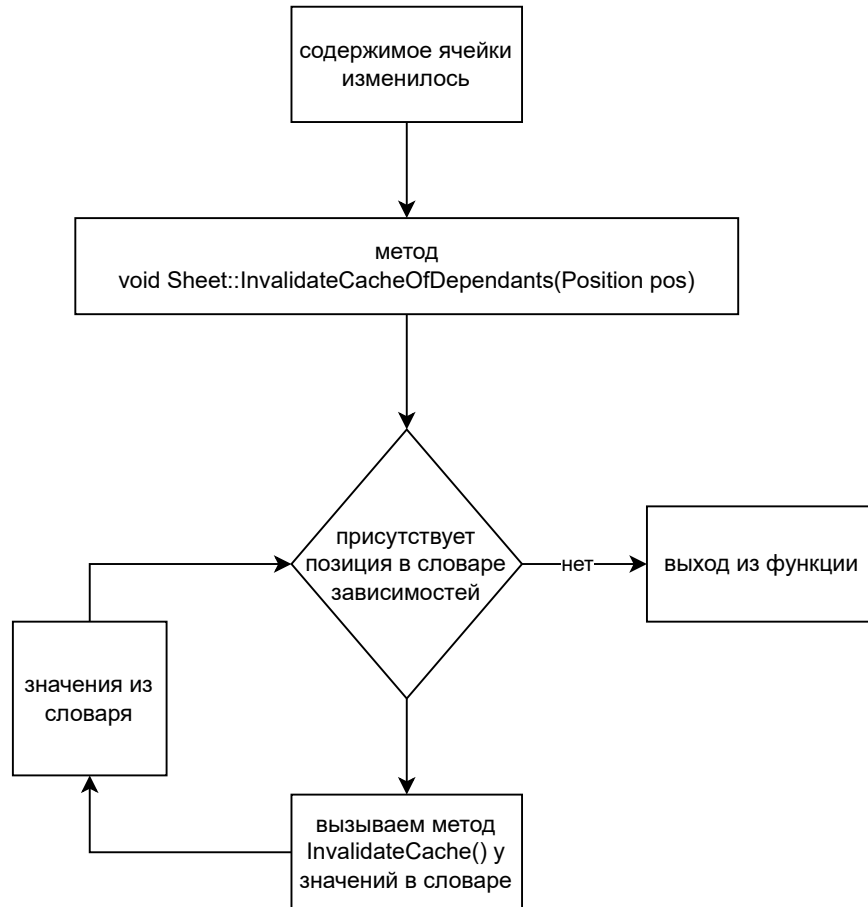 содержимое ячейки
изменилось
метод
void Sheet::InvalidateCacheOfDependants(Position pos)
присутствует
позиция в словаре
зависимостей
нет
выход из функции
значения из
словаря
вызываем метод
InvalidateCache() у
значений в словаре